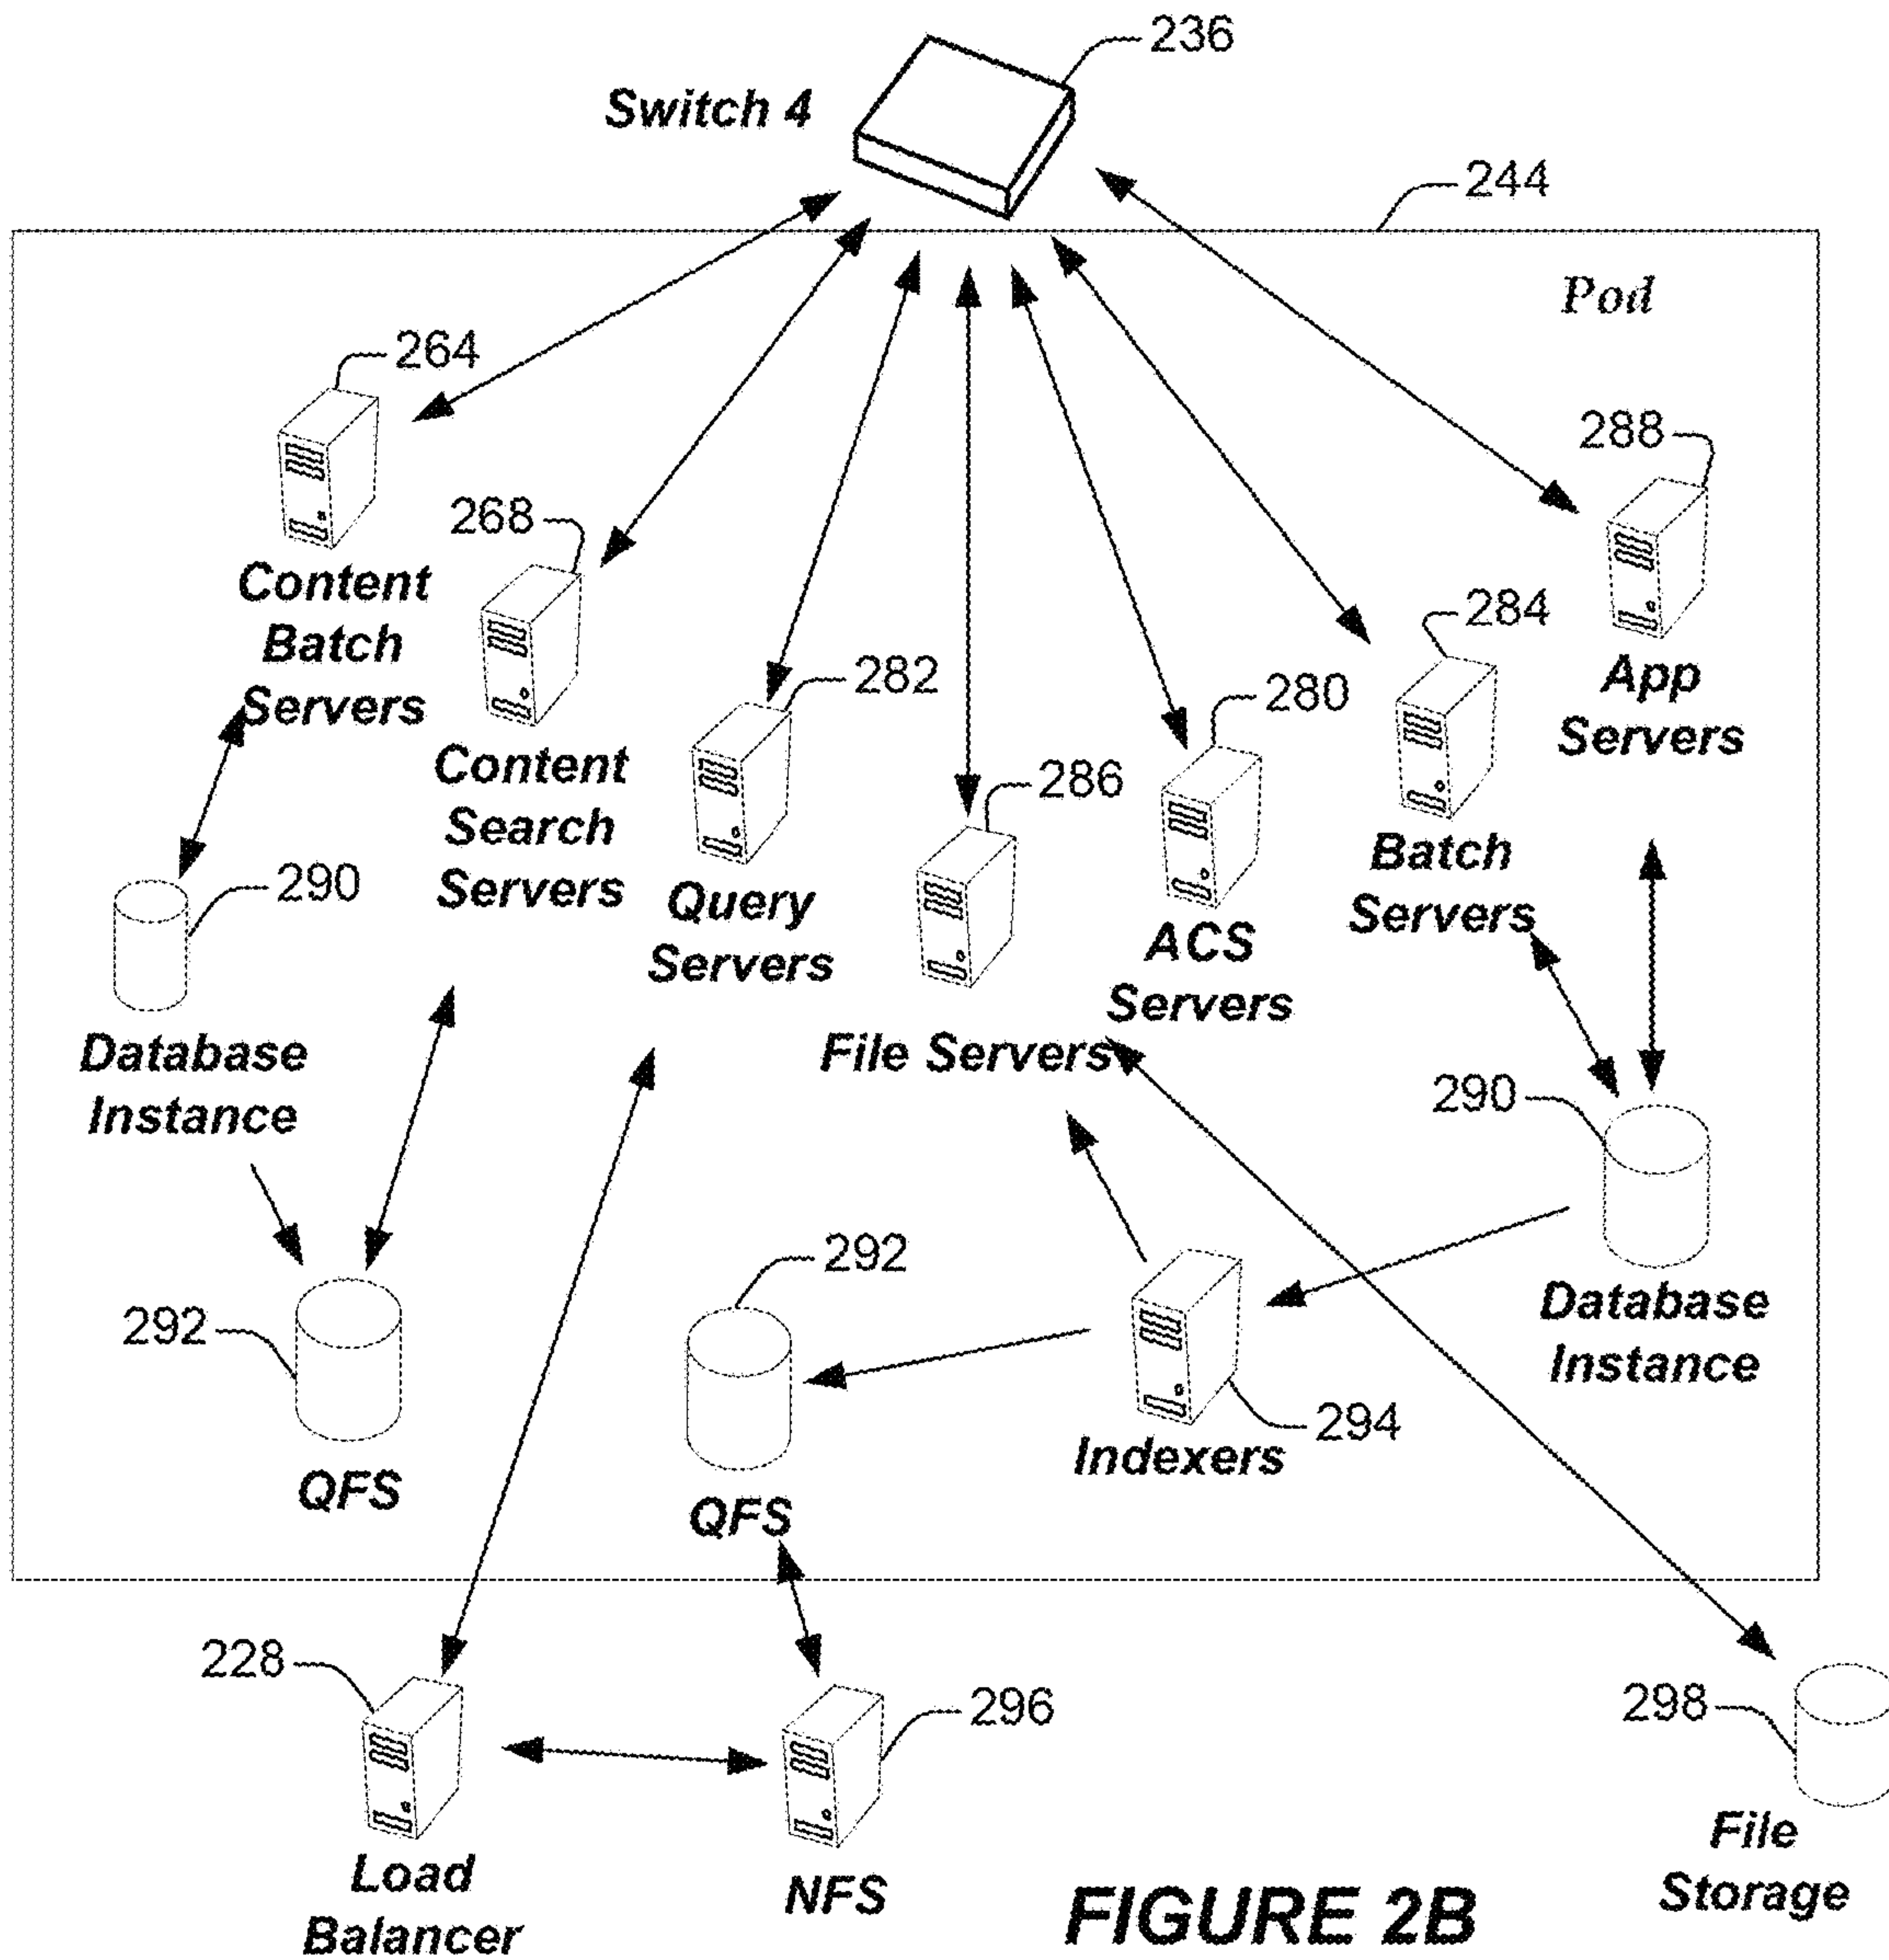 236
Switch 4
244
Pod
264
288
268
Content
Batch
Servers
284
282
App
Servers
280
Content
Search
Servers
286
Batch
Servers
290
Query
Servers
ACS
Servers
Database
Instance
File Servers
290
292
292
Database
Instance
294
Indexers
QFS
QFS
228
296
298
Load
Balancer
NFS
File
Storage
FIGURE 2B